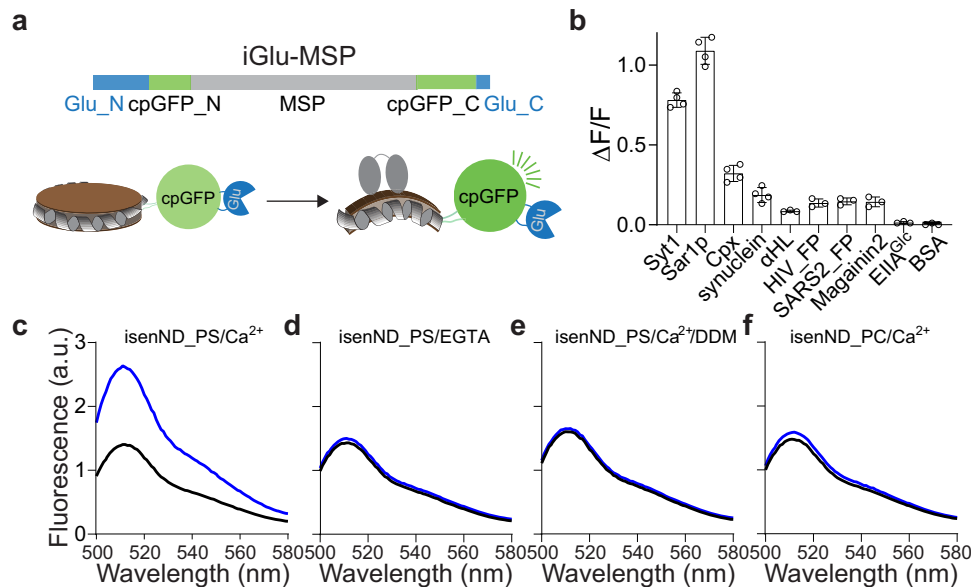 a
iGlu-MSP
Glu_N cpGFP_N MSP cpGFP_C Glu_C
cpGFP Glu cpGFP Glu
b
ΔF/F
1.0
0.5
0.0
Syt1 Sar1p Cpx synuclein αHL HIV_FP SARS2_FP Magainin2 EIIA^Glc BSA
c d e f
isenND_PS/Ca²⁺ isenND_PS/EGTA isenND_PS/Ca²⁺/DDM isenND_PC/Ca²⁺
Fluorescence (a.u.)
3
2
1
0
500 520 540 560 580 500 520 540 560 580 500 520 540 560 580 500 520 540 560 580
Wavelength (nm) Wavelength (nm) Wavelength (nm) Wavelength (nm)